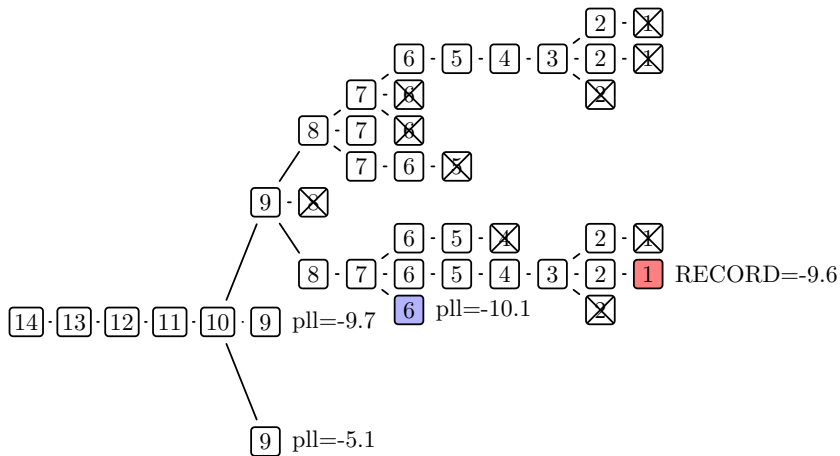 2 1
6 5 4 3 2 1
7 6 2
8 7 6
7 6 5
9 8
6 5 4 2 1
8 7 6 5 4 3 2 1 RECORD=-9.6
6 pll=-10.1 2
14 13 12 11 10 9 pll=-9.7
9 pll=-5.1